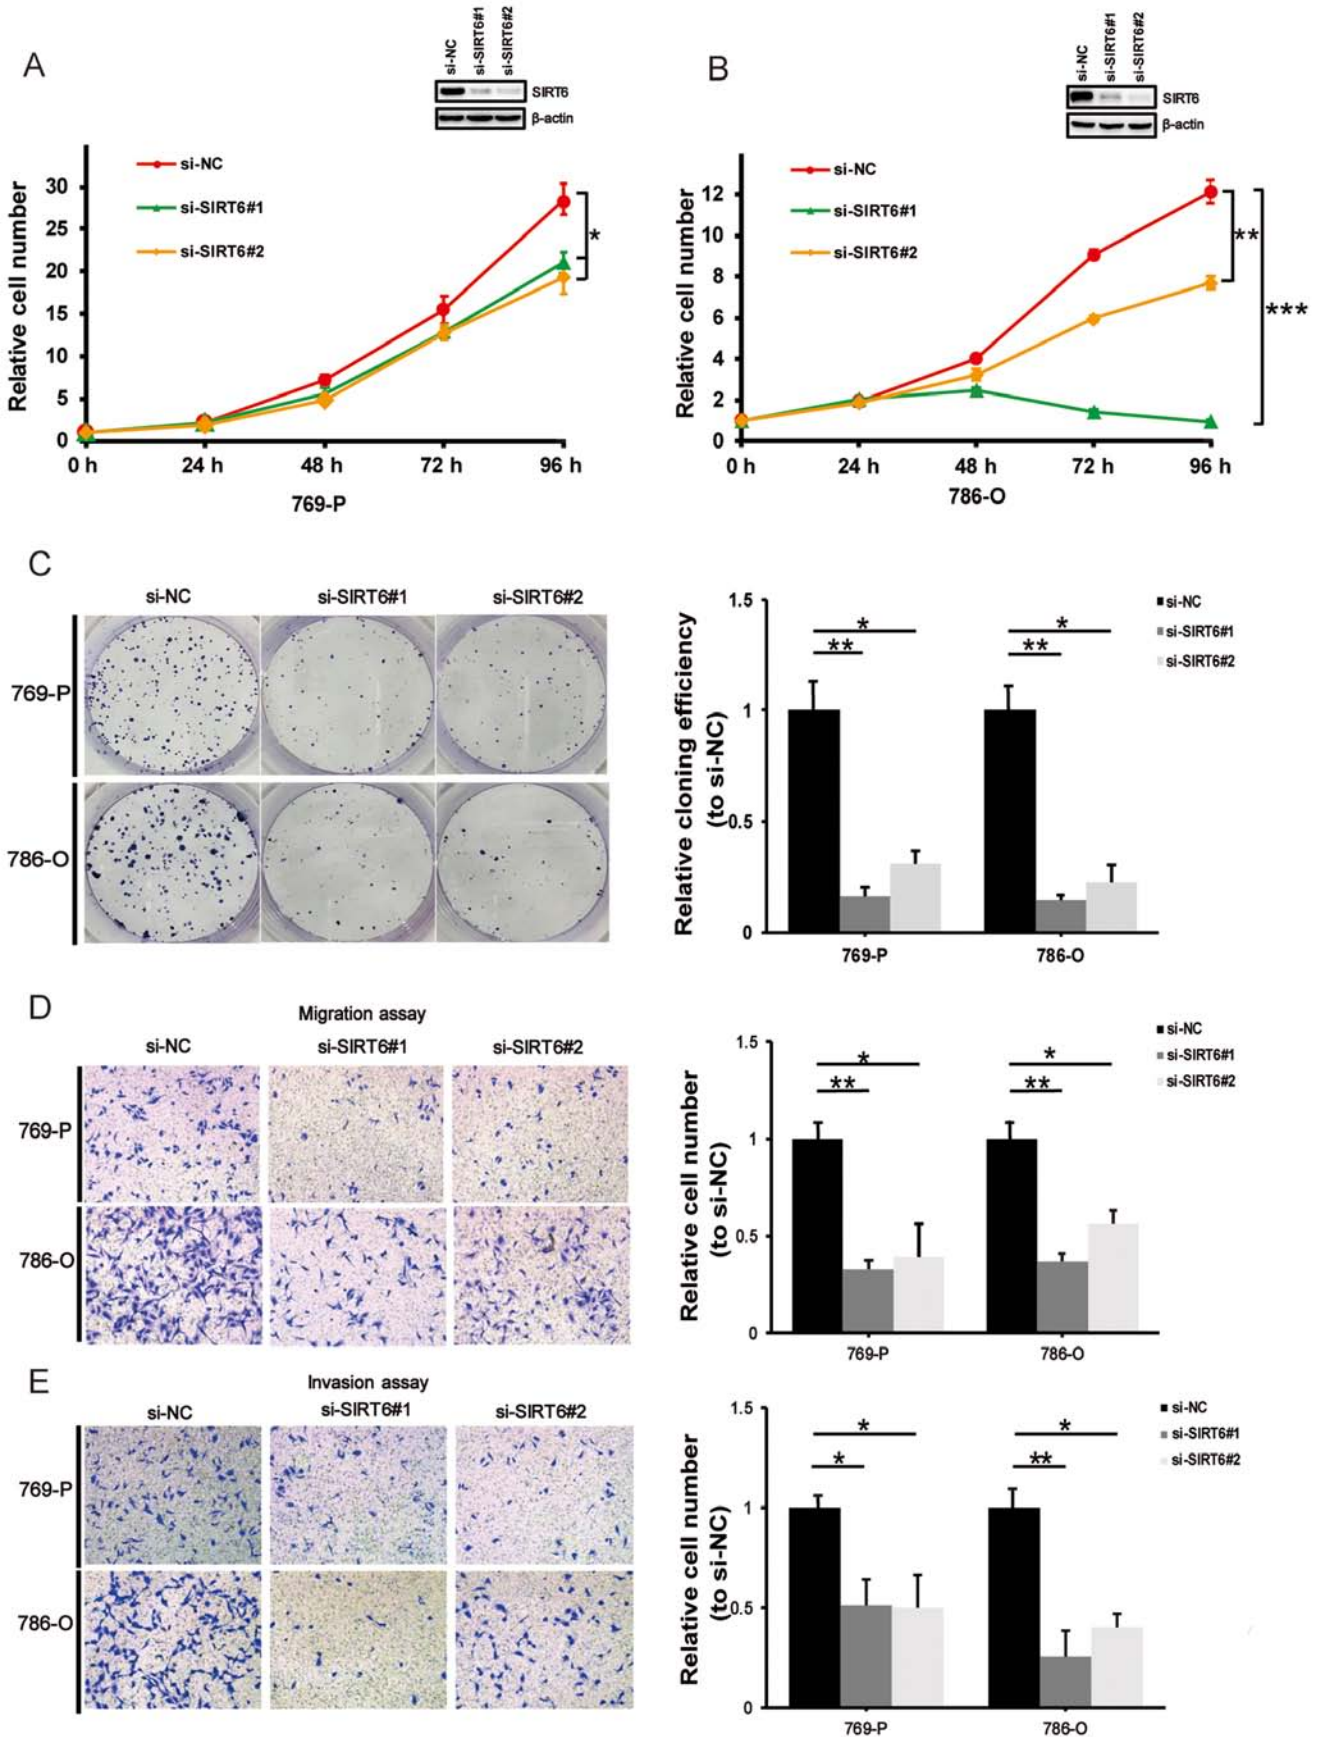 A
si-NC
si-SIRT6#1
si-SIRT6#2
SIRT6
β-actin
si-NC
si-SIRT6#1
si-SIRT6#2
Relative cell number
30
25
20
15
10
5
0
0 h
24 h
48 h
72 h
96 h
*
769-P
B
si-NC
si-SIRT6#1
si-SIRT6#2
SIRT6
β-actin
si-NC
si-SIRT6#1
si-SIRT6#2
Relative cell number
12
10
8
6
4
2
0
0 h
24 h
48 h
72 h
96 h
**
***
786-O
C
si-NC
si-SIRT6#1
si-SIRT6#2
769-P
786-O
Relative cloning efficiency
(to si-NC)
1.5
1
0.5
0
*
**
*
**
769-P
786-O
si-NC
si-SIRT6#1
si-SIRT6#2
D
Migration assay
si-NC
si-SIRT6#1
si-SIRT6#2
769-P
786-O
Relative cell number
(to si-NC)
1.5
1
0.5
0
*
**
*
**
769-P
786-O
si-NC
si-SIRT6#1
si-SIRT6#2
E
Invasion assay
si-NC
si-SIRT6#1
si-SIRT6#2
769-P
786-O
Relative cell number
(to si-NC)
1.5
1
0.5
0
*
*
*
**
769-P
786-O
si-NC
si-SIRT6#1
si-SIRT6#2